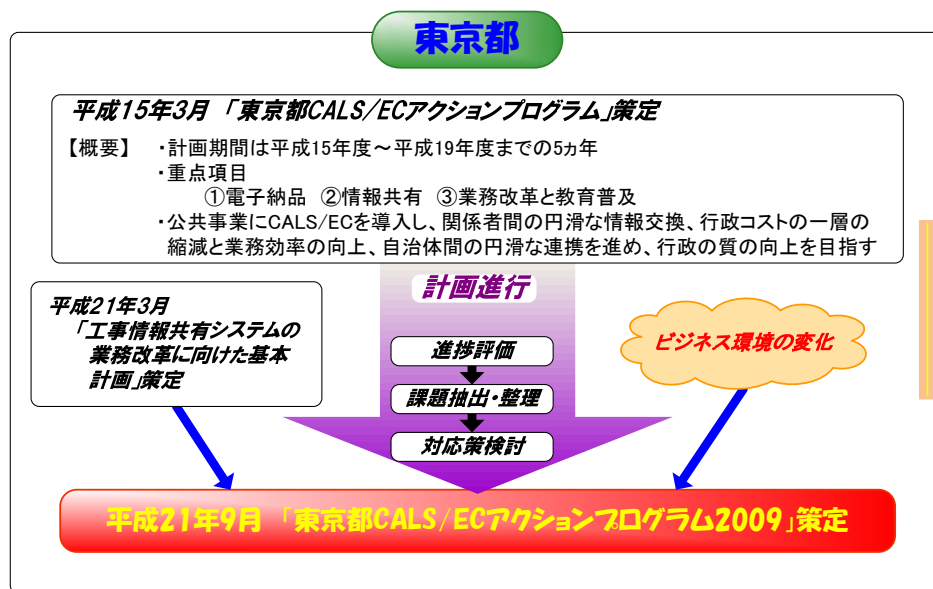 東京都
平成15年3月 「東京都CALS/ECアクションプログラム」策定
【概要】 ・計画期間は平成15年度～平成19年度までの5ヵ年
・重点項目
①電子納品 ②情報共有 ③業務改革と教育普及
・公共事業にCALS/ECを導入し、関係者間の円滑な情報交換、行政コストの一層の
縮減と業務効率の向上、自治体間の円滑な連携を進め、行政の質の向上を目指す
計画進行
平成21年3月
「工事情報共有システムの
業務改革に向けた基本
計画」策定
進捗評価
課題抽出・整理
対応策検討
ビジネス環境の変化
平成21年9月 「東京都CALS/ECアクションプログラム2009」策定